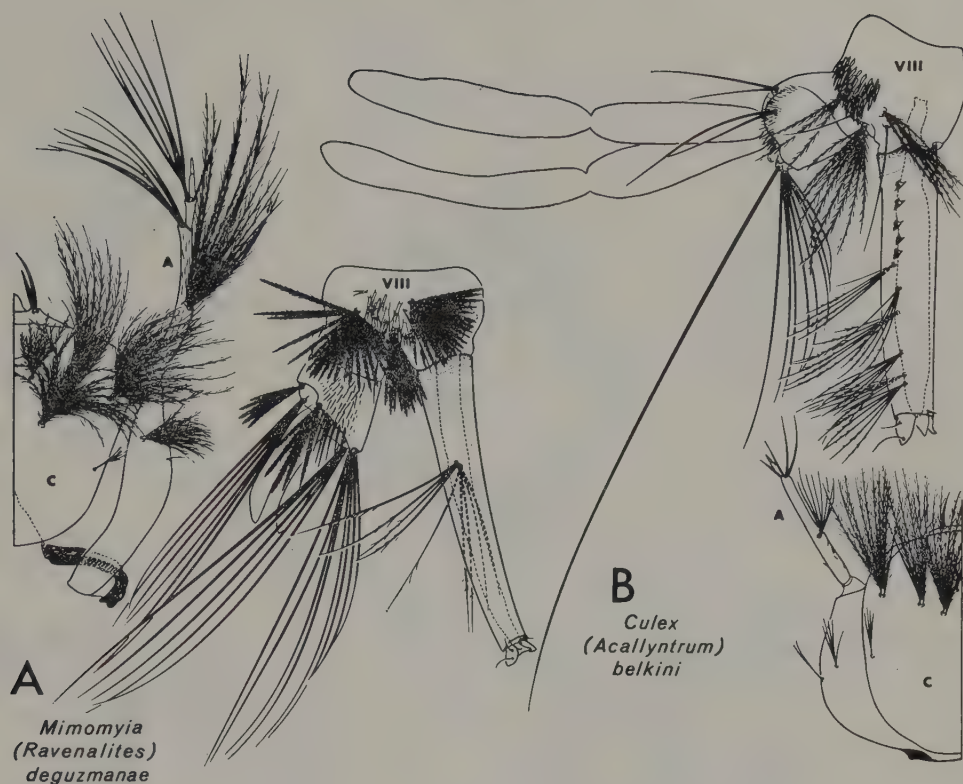 A
C
VIII
A
Mimomyia
(Ravenalites)
deguzmanae
VIII
A
C
B
Culex
(Acallyntrum)
belkini